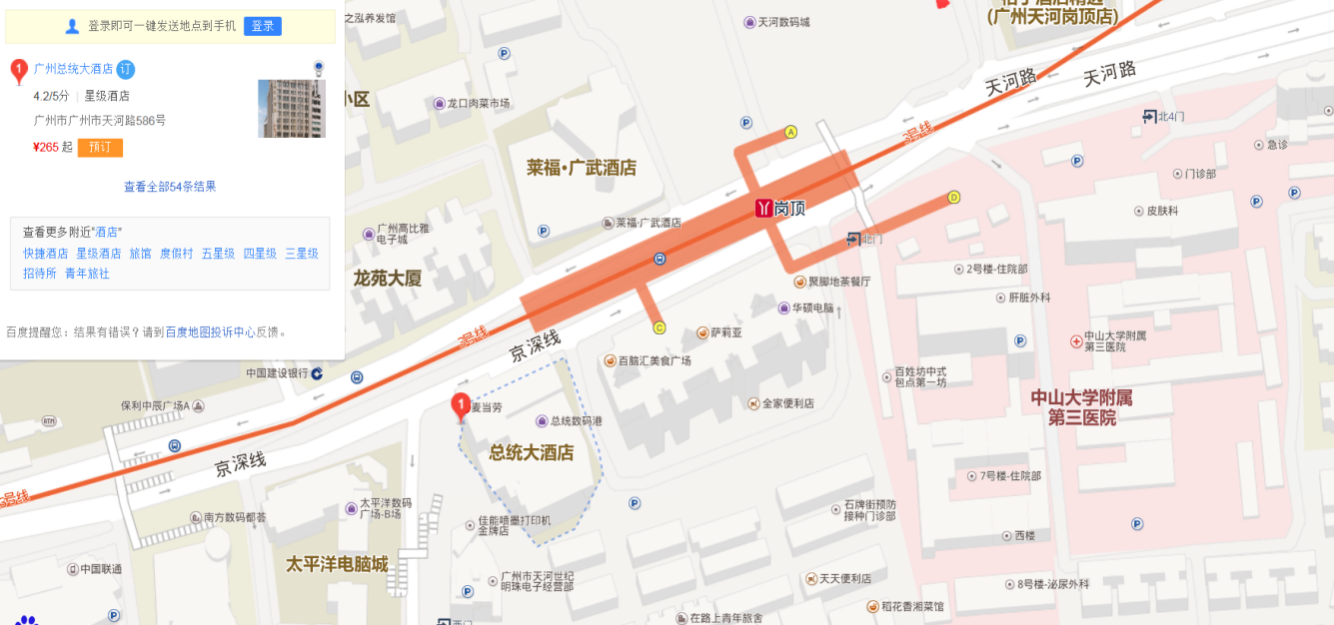 登录即可一键发送地点到手机 登录
1 广州总统大酒店 订
4.2/5分 | 星级酒店
广州市广州市天河路586号
¥265 起 预订
查看全部54条结果
查看更多附近"酒店"
快捷酒店 星级酒店 旅馆 度假村 五星级 四星级 三星级
招待所 青年旅社
百度提醒您：结果有错误？请到百度地图投诉中心反馈。
之泓养发馆
天河数码城
(广州天河岗顶店)
小区
龙口肉菜市场
天河路
天河路
3号线
北4门
急诊
莱福·广武酒店
门诊部
皮肤科
A
D
岗顶
北门
莱福·广武酒店
广州高比雅
电子城
龙苑大厦
2号楼-住院部
聚脚地茶餐厅
肝脏外科
华硕电脑
C
萨莉亚
3号线
京深线
中山大学附属
第三医院
百脑汇美食广场
中国建设银行
百姓坊中式
包点第一坊
中山大学附属
第三医院
保利中辰广场A
1
麦当劳
全家便利店
ATM
总统数码港
总统大酒店
京深线
7号楼-住院部
3号线
太平洋数码
广场-B场
南方数码都荟
佳能喷墨打印机
金牌店
石牌街预防
接种门诊部
西楼
太平洋电脑城
中国联通
广州市天河世纪
明珠电子经营部
天天便利店
8号楼-泌尿外科
稻花香湘菜馆
在路上青年旅舍
西门